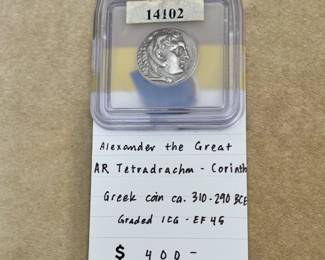 14102
Alexander the Great
AR Tetradrachm - Corinth
Greek coin ca. 310-290 BCE
Graded ICG - EF 45
$ 400-